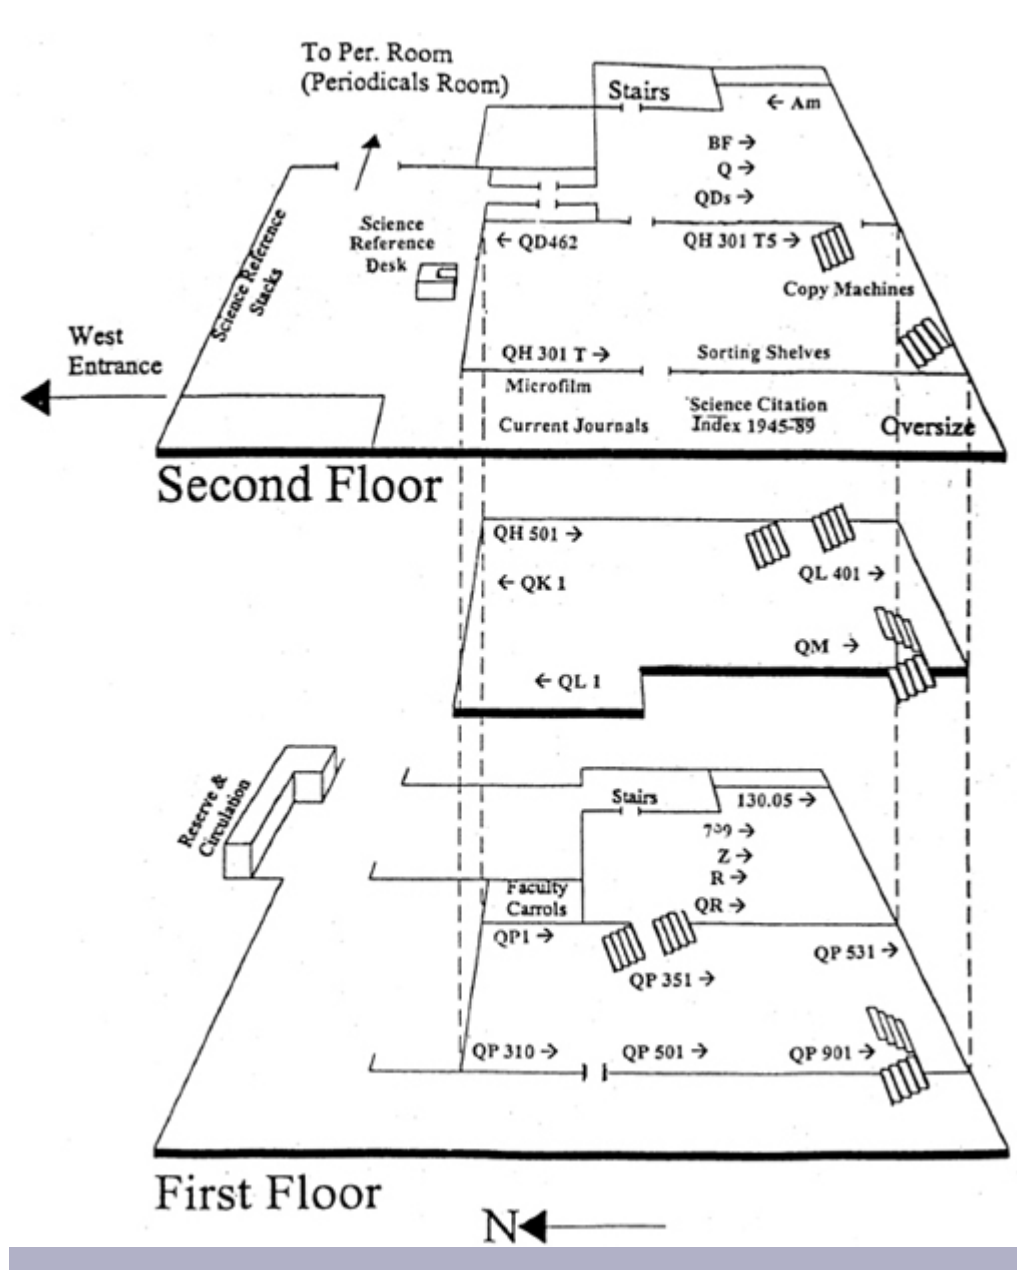 To Per. Room
(Periodicals Room)
Stairs
← Am
BF →
Q →
QDs →
Science
Reference
Desk
Science Reference
Stacks
← QD462
QH 301 T5 →
Copy Machines
West
Entrance
QH 301 T →
Sorting Shelves
Microfilm
Science Citation
Index 1945-89
Current Journals
Oversize
Second Floor
QH 501 →
QL 401 →
← QK 1
QM →
← QL 1
Reserve &
Circulation
Stairs
130.05 →
Z →
R →
QR →
Faculty
Carrols
QP1 →
QP 531 →
QP 351 →
QP 310 →
QP 501 →
QP 901 →
First Floor
N